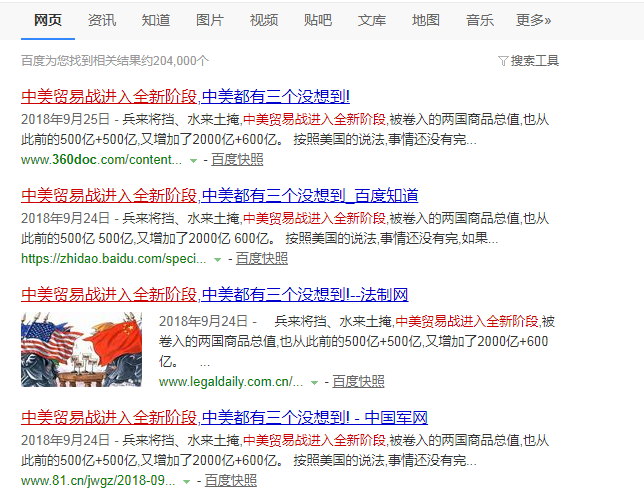 网页 资讯 知道 图片 视频 贴吧 文库 地图 音乐 更多»
百度为您找到相关结果约204,000个 搜索工具
中美贸易战进入全新阶段,中美都有三个没想到!
2018年9月25日 - 兵来将挡、水来土掩,中美贸易战进入全新阶段,被卷入的两国商品总值,也从
此前的500亿+500亿,又增加了2000亿+600亿。 按照美国的说法,事情还没有完...
www.360doc.com/content... - 百度快照
中美贸易战进入全新阶段,中美都有三个没想到_百度知道
2018年9月24日 - 兵来将挡、水来土掩,中美贸易战进入全新阶段,被卷入的两国商品总值,也从
此前的500亿 500亿,又增加了2000亿 600亿。 按照美国的说法,事情还没有完,如果...
https://zhidao.baidu.com/speci... - 百度快照
中美贸易战进入全新阶段,中美都有三个没想到!--法制网
2018年9月24日 - 兵来将挡、水来土掩,中美贸易战进入全新阶段,被
卷入的两国商品总值,也从此前的500亿+500亿,又增加了2000亿+600
亿。 ...
www.legaldaily.com.cn/... - 百度快照
中美贸易战进入全新阶段,中美都有三个没想到! - 中国军网
2018年9月24日 - 兵来将挡、水来土掩,中美贸易战进入全新阶段,被卷入的两国商品总值,也从
此前的500亿+500亿,又增加了2000亿+600亿。 按照美国的说法,事情还没有完...
www.81.cn/jwgz/2018-09... - 百度快照